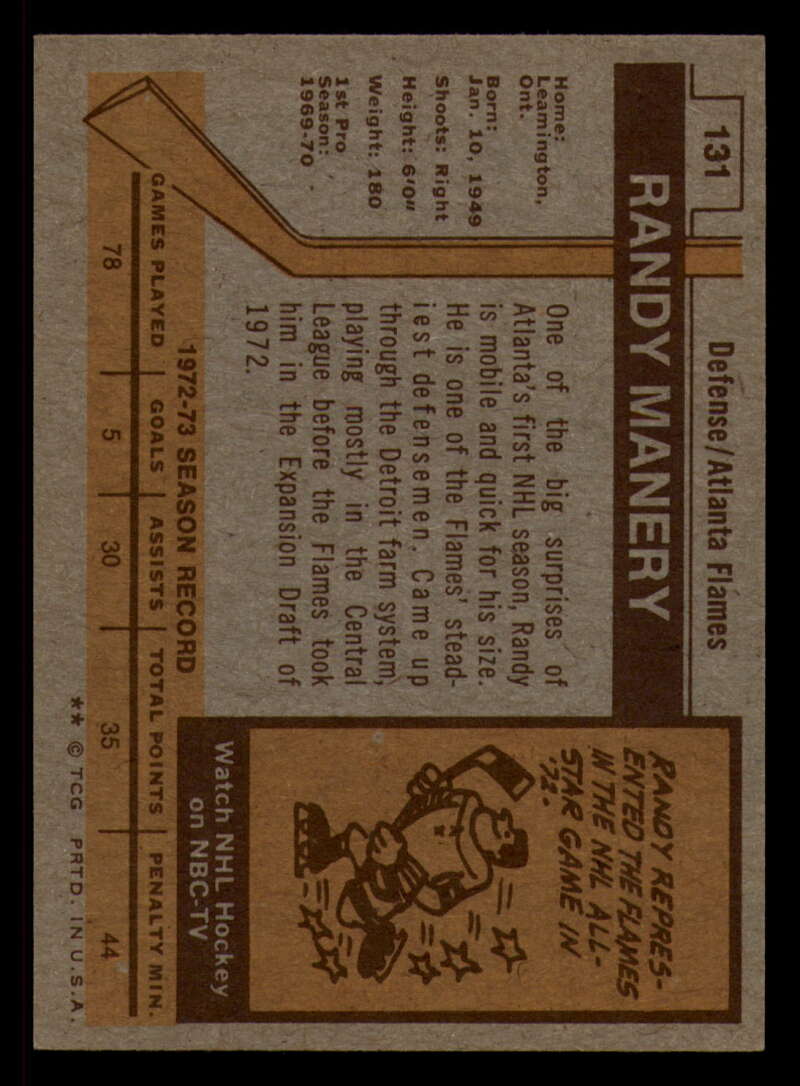 131
Defense/Atlanta Flames
RANDY MANERY
Home:
Leamington,
Ont.
Born:
Jan. 10, 1949
Shoots: Right
Height: 6'0"
Weight: 180
1st Pro
Season:
1969-70
One of the big surprises of
Atlanta's first NHL season, Randy
is mobile and quick for his size.
He is one of the Flames' stead-
iest defensemen. Came up
through the Detroit farm system,
playing mostly in the Central
League before the Flames took
him in the Expansion Draft of
1972.
RANDY REPRES-
ENTED THE FLAMES
IN THE NHL ALL-
STAR GAME IN
'72.
Watch NHL Hockey
on NBC-TV
1972-73 SEASON RECORD
GAMES PLAYED GOALS ASSISTS TOTAL POINTS PENALTY MIN.
78 5 30 35 44
** © TCG PRTD. IN U.S.A.